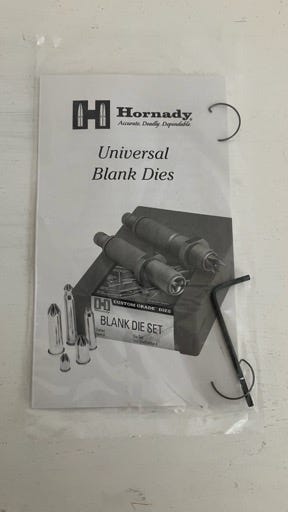 Hornady
Accurate. Deadly. Dependable.
Universal
Blank Dies
CUSTOM GRADE DIES
BLANK DIE SET